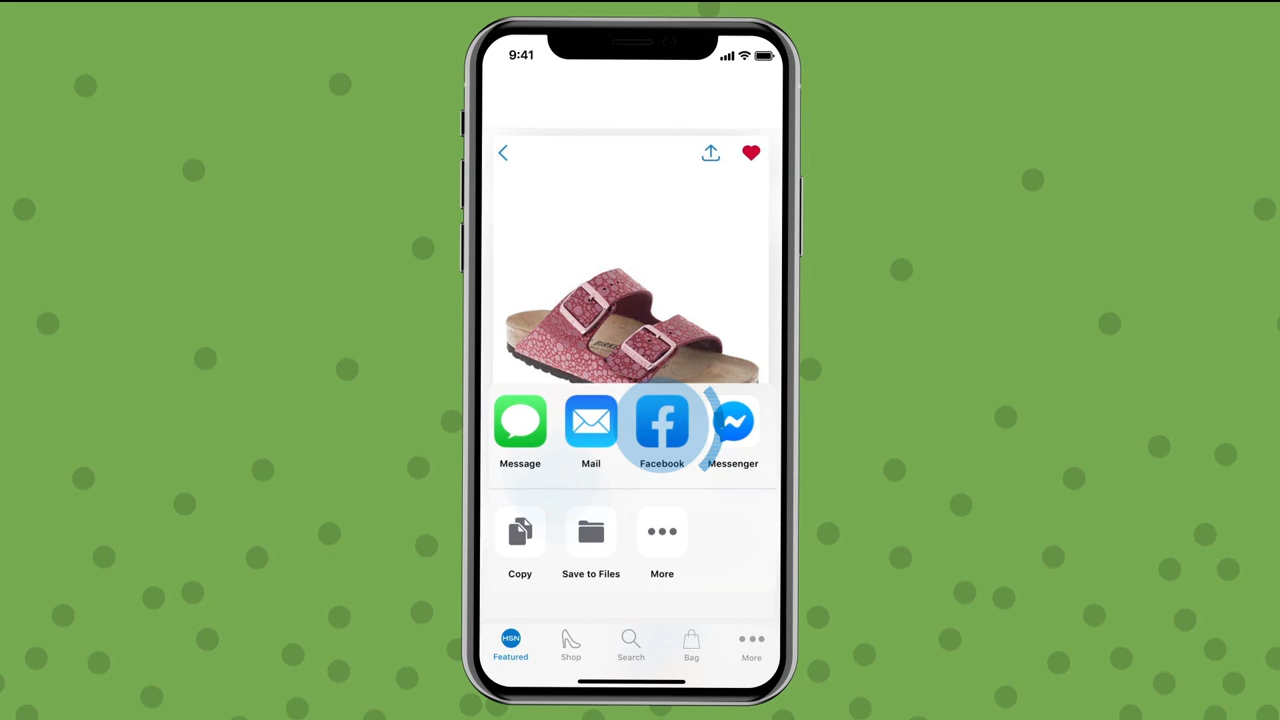 9:41
Message Mail Facebook Messenger
Copy Save to Files More
HSN
Featured Shop Search Bag More